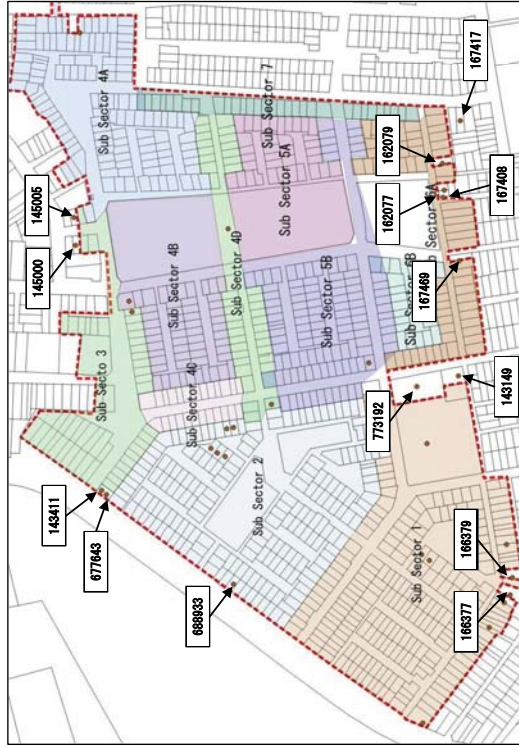 Sub Sector 4A
Sub Sector 7
Sub Sector 5A
Sub Sector 4B
Sub Sector 4D
Sub Sector 5B
Sub Sector 6B
Sub Secto 3
Sub Sector 4C
Sub Sector 2
Sub Sector 1
145005
145000
143411
677643
688933
166377
166379
773192
143149
167469
162077
167408
162079
167417